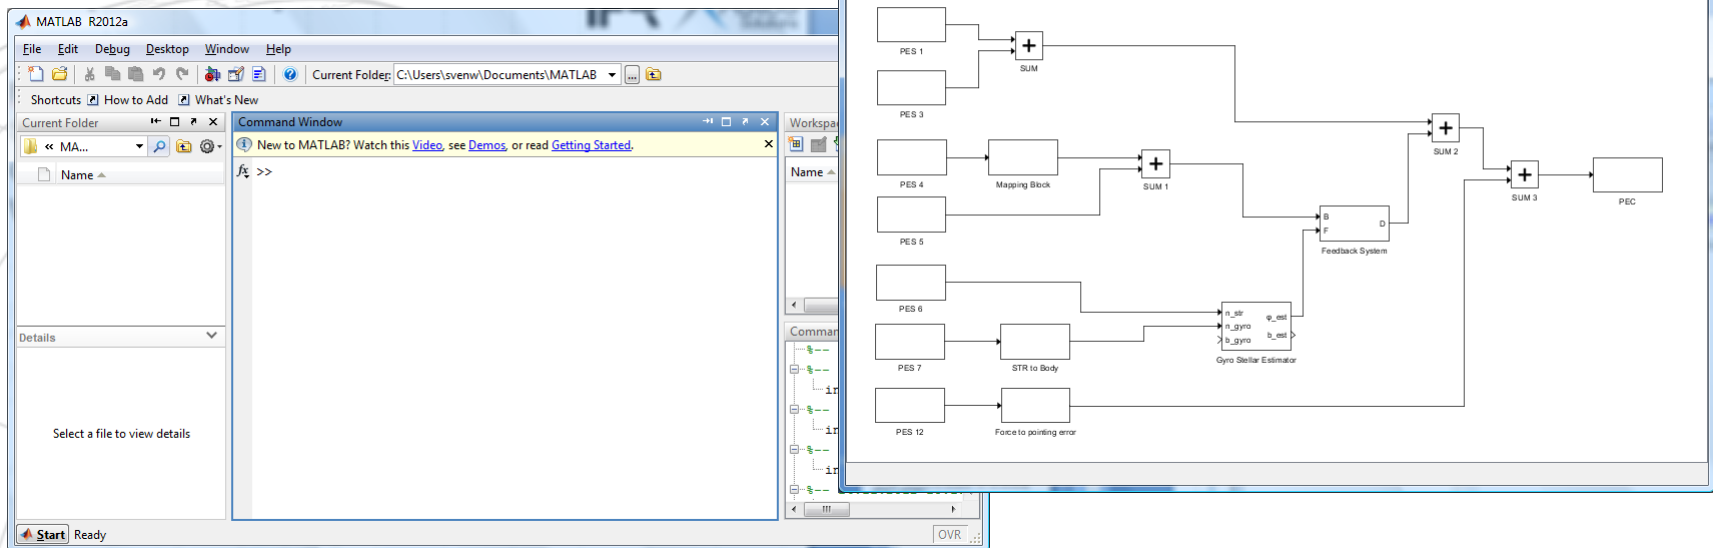 MATLAB R2012a
File Edit Debug Desktop Window Help
Current Folder: C:\Users\svenw\Documents\MATLAB ...
Shortcuts How to Add What's New
Current Folder
« MA...
Name
Details
Select a file to view details
Command Window
New to MATLAB? Watch this Video, see Demos, or read Getting Started.
fx >>
Workspa
Name
Comman
%--
%--
in
%--
in
%--
in
%--
Start Ready
OVR
PES 1
SUM
PES 3
PES 4
Mapping Block
SUM 1
PES 5
SUM 2
SUM 3
PEC
B
F
D
Feedback System
PES 6
n_str
n_gyro
b_gyro
φ_est
b_est
Gyro Stellar Estimator
PES 7
STR to Body
PES 12
Force to pointing error